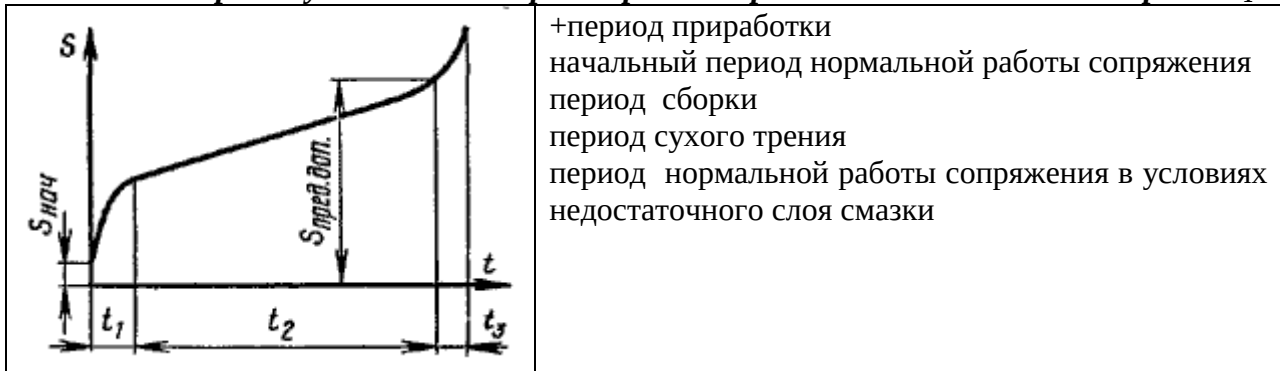 +период приработки
начальный период нормальной работы сопряжения
период сборки
период сухого трения
период нормальной работы сопряжения в условиях
недостаточного слоя смазки
S
Sнач
Sпред.доп.
t
t1
t2
t3